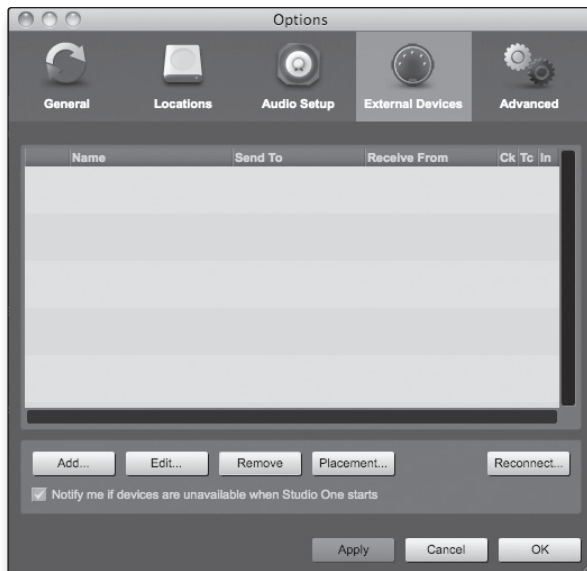 Options
General Locations Audio Setup External Devices Advanced
Name Send To Receive From Ck Tc In
Add... Edit... Remove Placement... Reconnect...
Notify me if devices are unavailable when Studio One starts
Apply Cancel OK